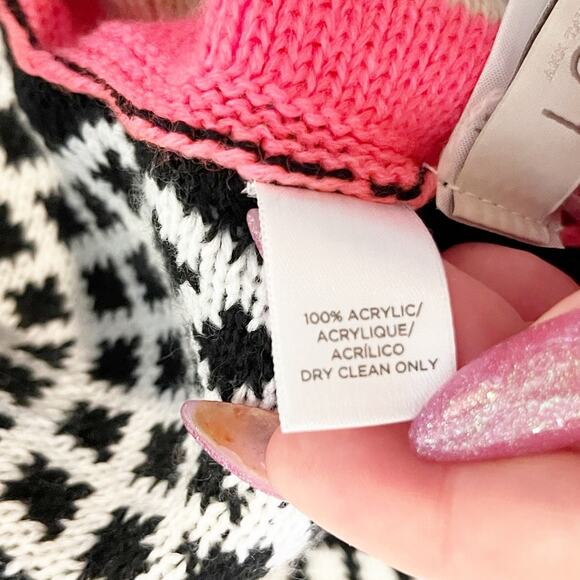 100% ACRYLIC/
ACRYLIQUE/
ACRÍLICO
DRY CLEAN ONLY